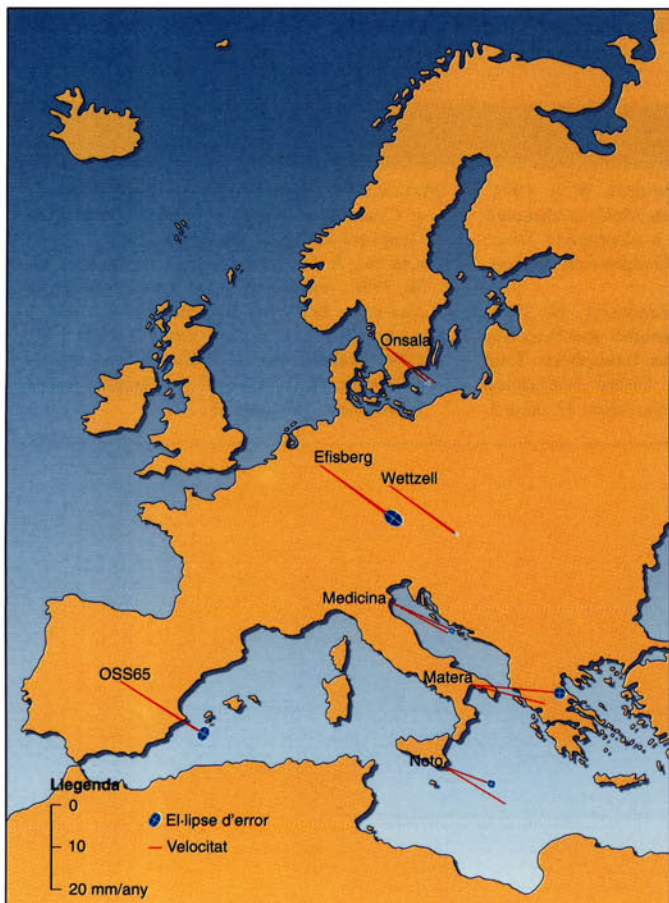 Onsala
Efisberg
Wettzell
Medicina
OSS65
Matera
Noto
Llegenda
0
10
20 mm/any
El·lipse d'error
Velocitat